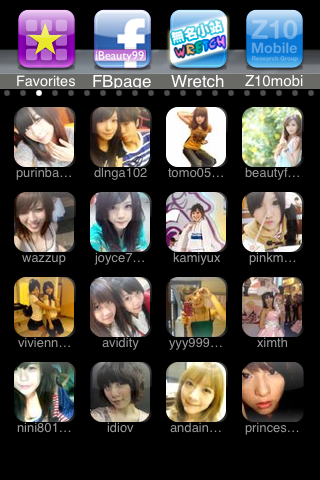 iBeauty99
無名小站
WRETCH
Z10
Mobile
Research Group
Favorites FBpage Wretch Z10mobi
purinba... dlnga102 tomo05... beautyf...
wazzup joyce7... kamiyux pinkm...
vivienn... avidity yyy999... ximth
nini801... idiov andain... princes...